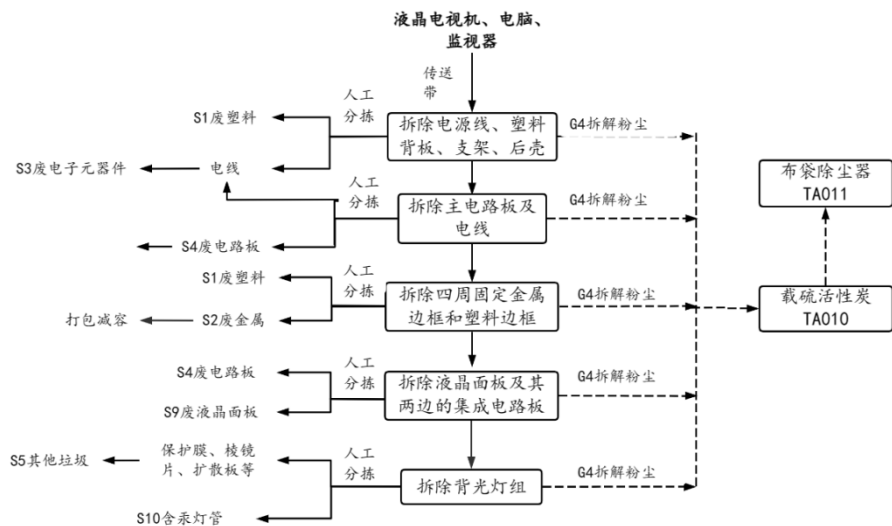 液晶电视机、电脑、
监视器
传送
带
人工
分拣
S1废塑料
拆除电源线、塑料
背板、支架、后壳
G4拆解粉尘
S3废电子元器件
电线
布袋除尘器
TA011
人工
分拣
拆除主电路板及
电线
G4拆解粉尘
S4废电路板
S1废塑料
人工
分拣
拆除四周固定金属
边框和塑料边框
G4拆解粉尘
载硫活性炭
TA010
打包减容
S2废金属
S4废电路板
人工
分拣
拆除液晶面板及其
两边的集成电路板
G4拆解粉尘
S9废液晶面板
S5其他垃圾
保护膜、棱镜
片、扩散板等
人工
分拣
拆除背光灯组
G4拆解粉尘
S10含汞灯管